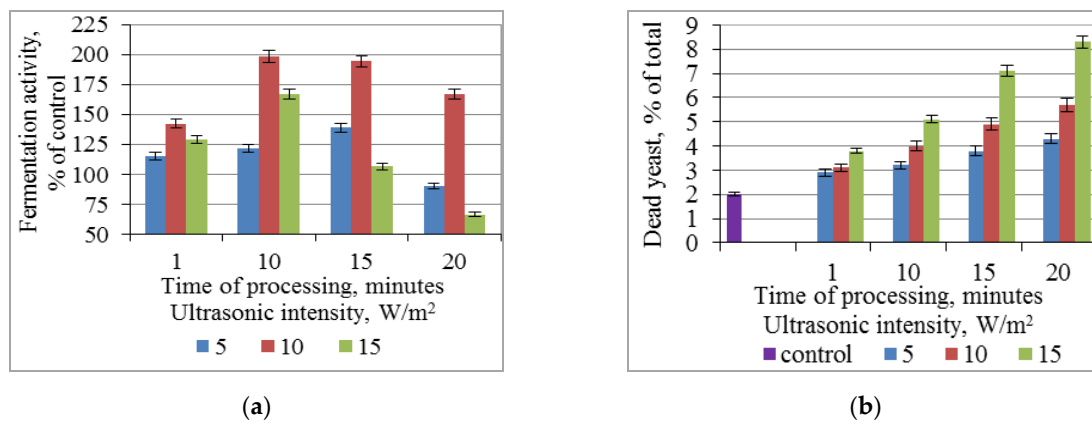 Fermentation activity,
% of control
225
200
175
150
125
100
75
50
1 10 15 20
Time of processing, minutes
Ultrasonic intensity, W/m²
5 10 15
(a)
Dead yeast, % of total
9
8
7
6
5
4
3
2
1
0
1 10 15 20
Time of processing, minutes
Ultrasonic intensity, W/m²
control 5 10 15
(b)